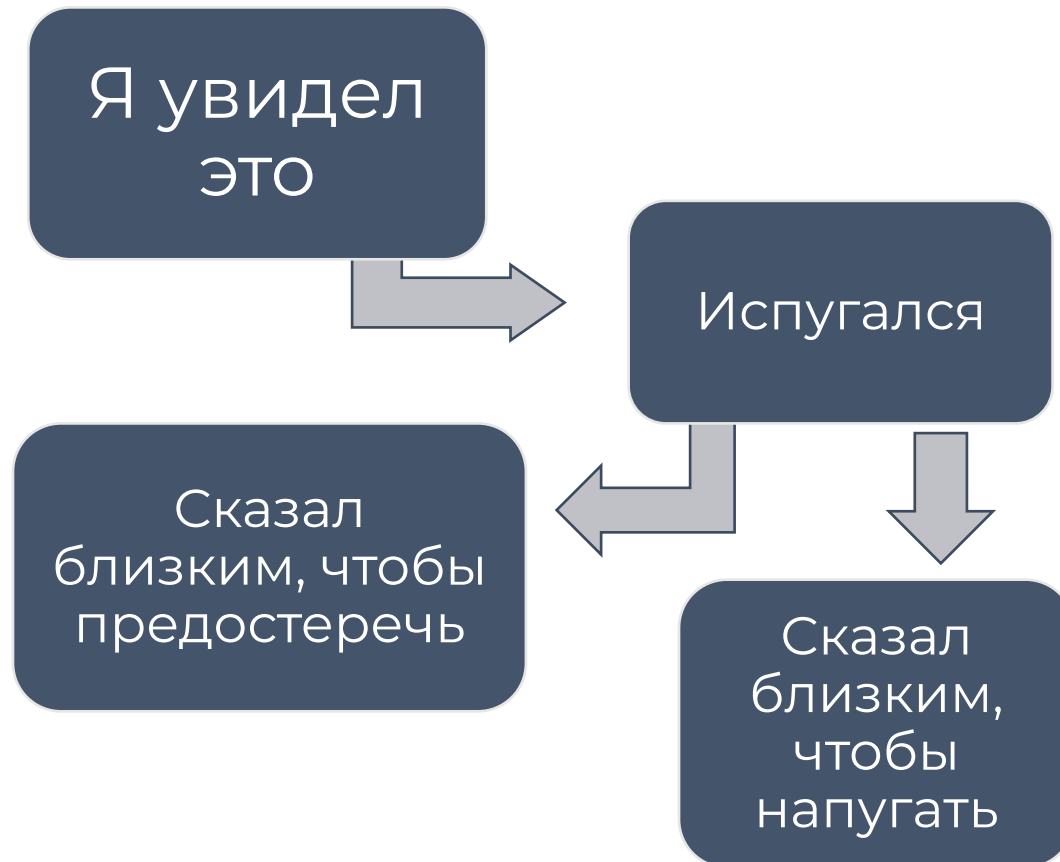 Я увидел
это
Испугался
Сказал
близким, чтобы
предостеречь
Сказал
близким,
чтобы
напугать